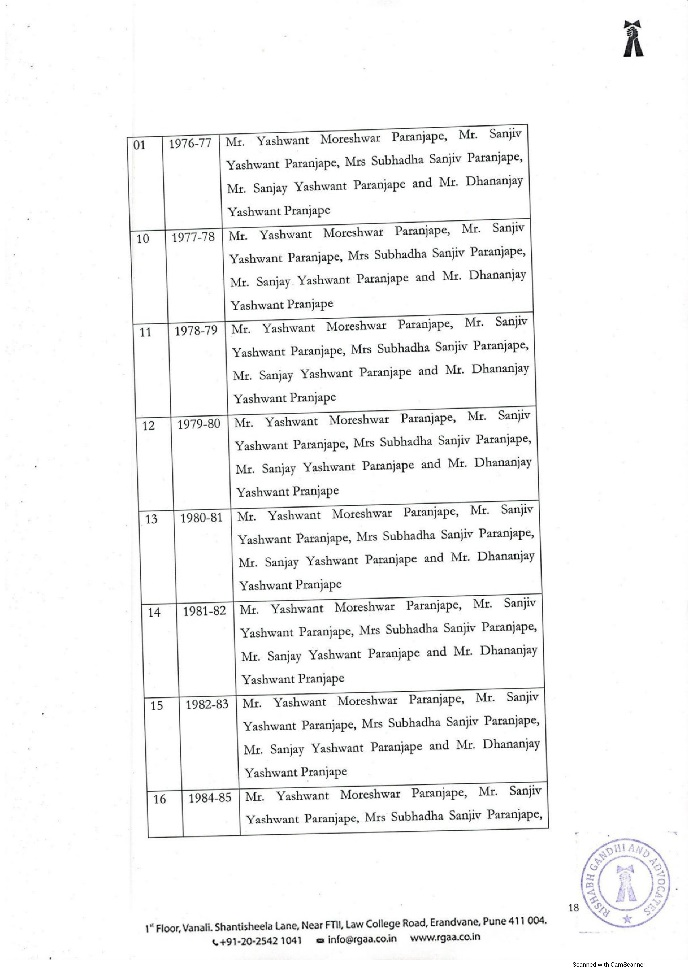 01 1976-77 Mr. Yashwant Moreshwar Paranjape, Mr. Sanjiv
Yashwant Paranjape, Mrs Subhadha Sanjiv Paranjape,
Mr. Sanjay Yashwant Paranjape and Mr. Dhananjay
Yashwant Pranjape
10 1977-78 Mr. Yashwant Moreshwar Paranjape, Mr. Sanjiv
Yashwant Paranjape, Mrs Subhadha Sanjiv Paranjape,
Mr. Sanjay Yashwant Paranjape and Mr. Dhananjay
Yashwant Pranjape
11 1978-79 Mr. Yashwant Moreshwar Paranjape, Mr. Sanjiv
Yashwant Paranjape, Mrs Subhadha Sanjiv Paranjape,
Mr. Sanjay Yashwant Paranjape and Mr. Dhananjay
Yashwant Pranjape
12 1979-80 Mr. Yashwant Moreshwar Paranjape, Mr. Sanjiv
Yashwant Paranjape, Mrs Subhadha Sanjiv Paranjape,
Mr. Sanjay Yashwant Paranjape and Mr. Dhananjay
Yashwant Pranjape
13 1980-81 Mr. Yashwant Moreshwar Paranjape, Mr. Sanjiv
Yashwant Paranjape, Mrs Subhadha Sanjiv Paranjape,
Mr. Sanjay Yashwant Paranjape and Mr. Dhananjay
Yashwant Pranjape
14 1981-82 Mr. Yashwant Moreshwar Paranjape, Mr. Sanjiv
Yashwant Paranjape, Mrs Subhadha Sanjiv Paranjape,
Mr. Sanjay Yashwant Paranjape and Mr. Dhananjay
Yashwant Pranjape
15 1982-83 Mr. Yashwant Moreshwar Paranjape, Mr. Sanjiv
Yashwant Paranjape, Mrs Subhadha Sanjiv Paranjape,
Mr. Sanjay Yashwant Paranjape and Mr. Dhananjay
Yashwant Pranjape
16 1984-85 Mr. Yashwant Moreshwar Paranjape, Mr. Sanjiv
Yashwant Paranjape, Mrs Subhadha Sanjiv Paranjape,
RISHABH GANDHI AND ADVOCATES
18
1st Floor, Vanali. Shantisheela Lane, Near FTII, Law College Road, Erandvane, Pune 411 004.
+91-20-2542 1041 info@rgaa.co.in www.rgaa.co.in
Scanned with CamScanner